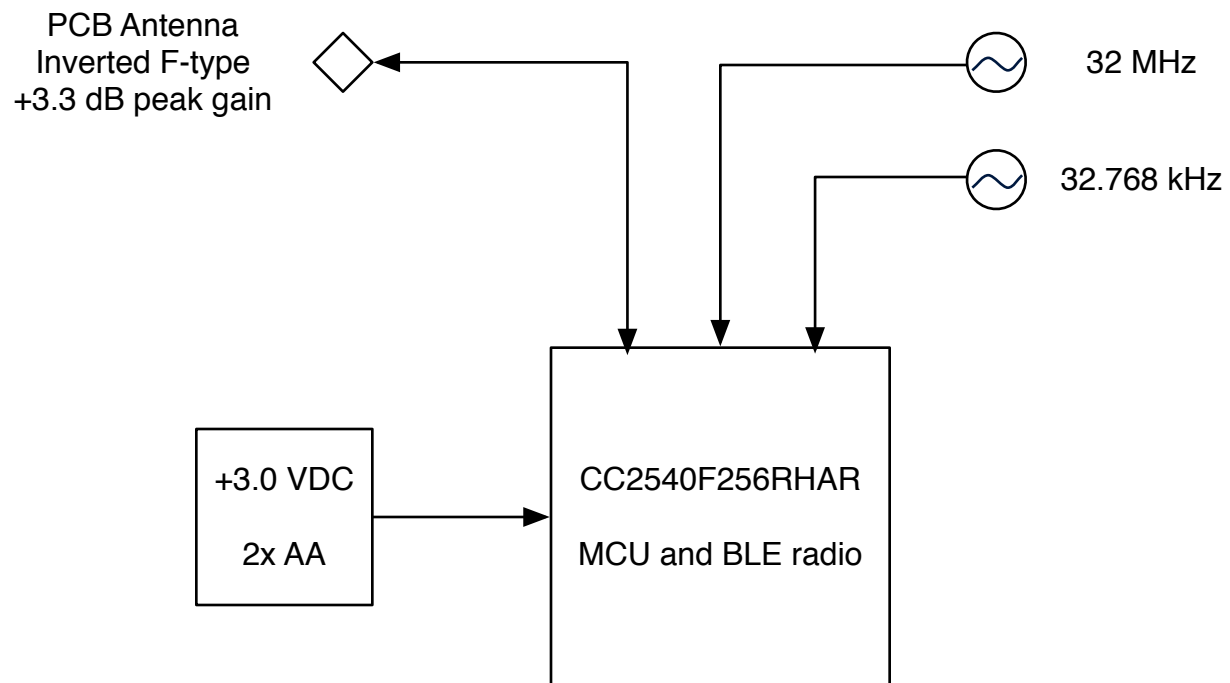 PCB Antenna
Inverted F-type
+3.3 dB peak gain
32 MHz
32.768 kHz
+3.0 VDC
2x AA
CC2540F256RHAR
MCU and BLE radio